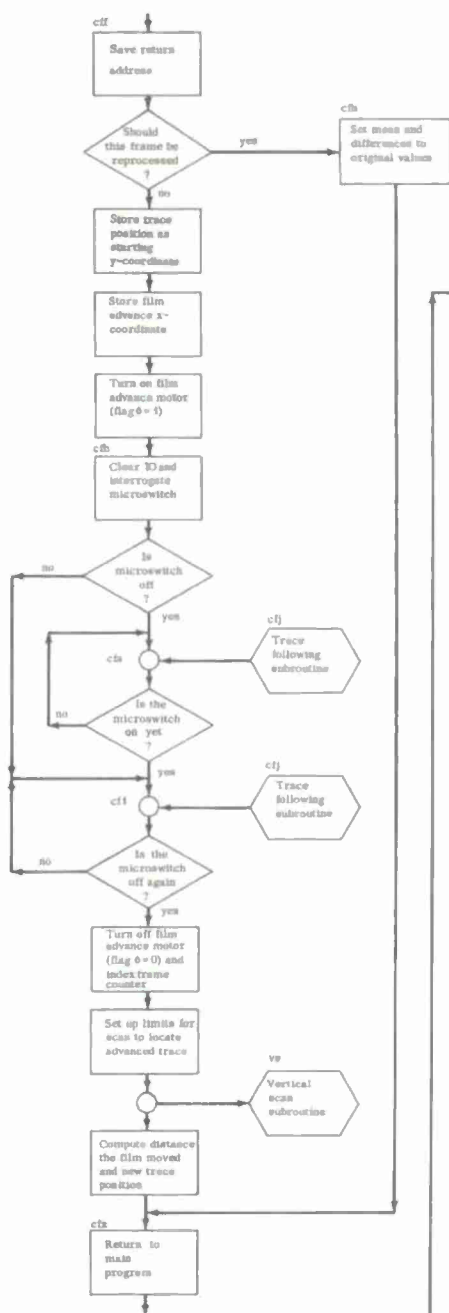 clf
Save return
address
Should
this frame be
reprocessed
?
yes
no
cfs
Set mean and
differences to
original values
Store trace
position as
starting
y-coordinate
Store film
advance x-
coordinate
Turn on film
advance motor
(flag 6 = 1)
cfh
Clear IO and
interrogate
microswitch
Is
microswitch
off
?
no
yes
cfa
cfj
Trace
following
subroutine
Is the
microswitch
on yet
?
no
yes
cf1
cfj
Trace
following
subroutine
Is the
microswitch
off again
?
no
yes
Turn off film
advance motor
(flag 6 = 0) and
index frame
counter
Set up limits for
scan to locate
advanced trace
vs
Vertical
scan
subroutine
Compute distance
the film moved
and new trace
position
cfx
Return to
main
program